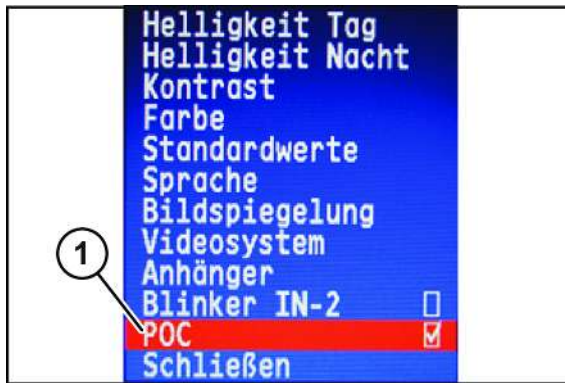 Helligkeit Tag
Helligkeit Nacht
Kontrast
Farbe
Standardwerte
Sprache
Bildspiegelung
Videosystem
Anhänger
Blinker IN-2
1
POC
Schließen